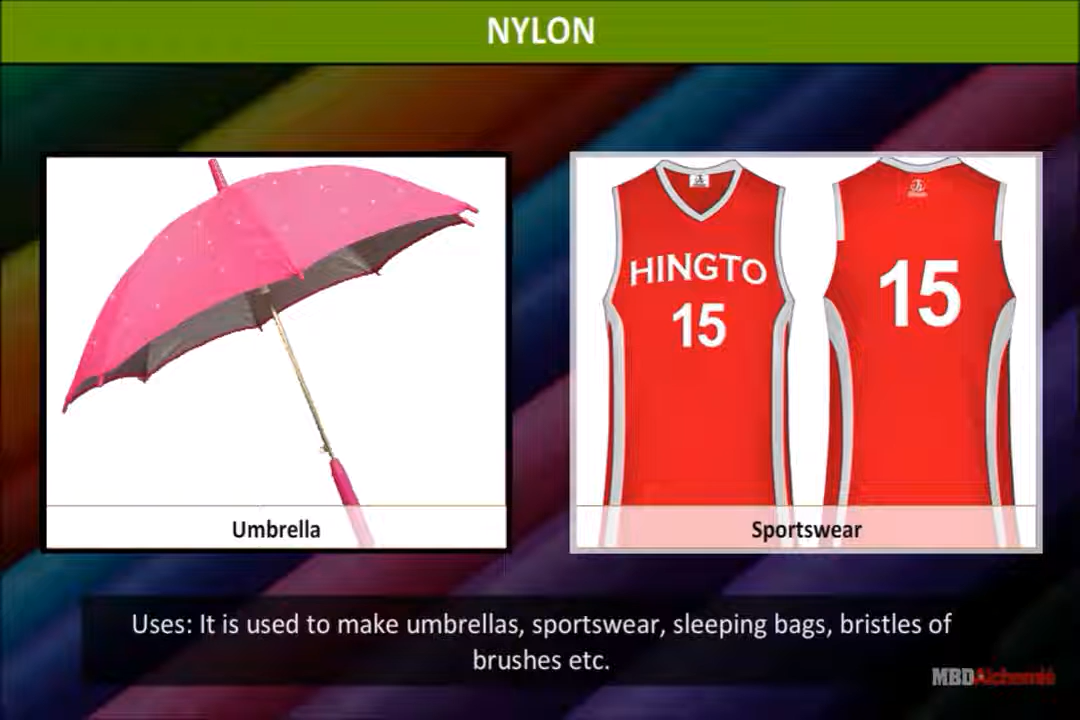 NYLON
HINGTO
15
15
Umbrella
Sportswear
Uses: It is used to make umbrellas, sportswear, sleeping bags, bristles of
brushes etc.
MBDAlchemie